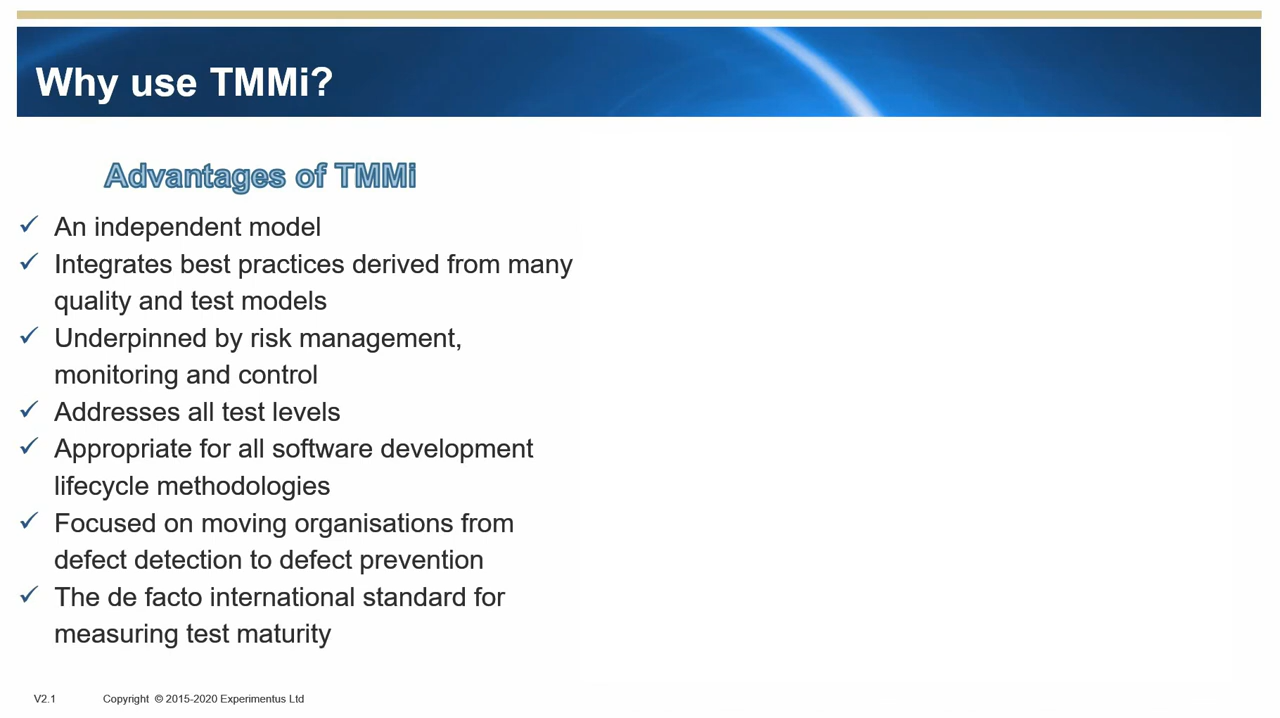 Why use TMMi?
Advantages of TMMi
✓ An independent model
✓ Integrates best practices derived from many
quality and test models
✓ Underpinned by risk management,
monitoring and control
✓ Addresses all test levels
✓ Appropriate for all software development
lifecycle methodologies
✓ Focused on moving organisations from
defect detection to defect prevention
✓ The de facto international standard for
measuring test maturity
V2.1 Copyright © 2015-2020 Experimentus Ltd